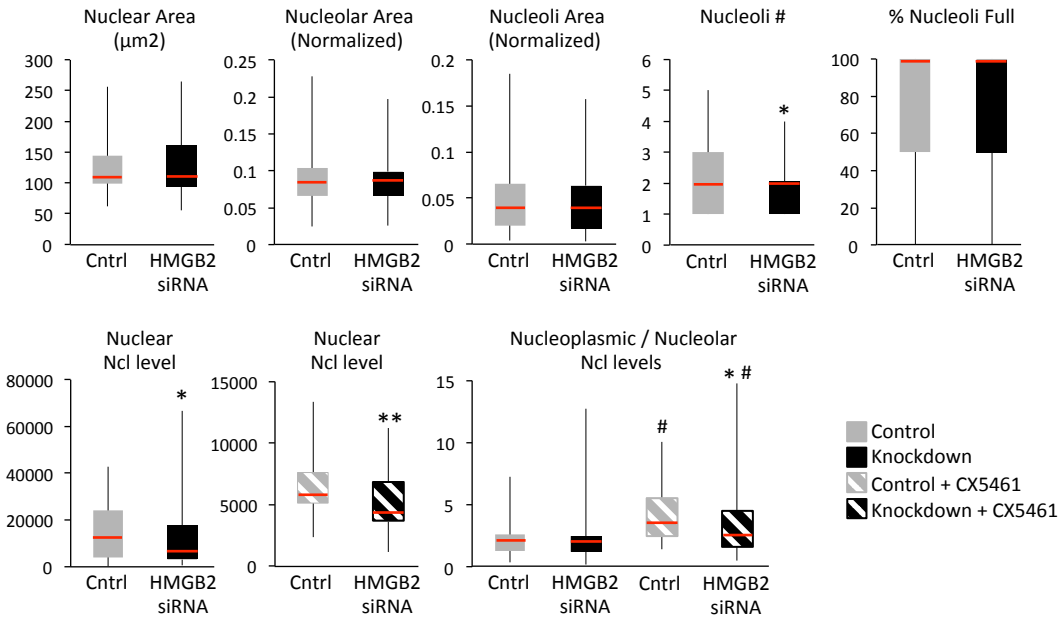 Nuclear Area
(µm2)
300
250
200
150
100
50
0
Cntrl
HMGB2
siRNA
Nucleolar Area
(Normalized)
0.25
0.2
0.15
0.1
0.05
0
Cntrl
HMGB2
siRNA
Nucleoli Area
(Normalized)
0.2
0.15
0.1
0.05
0
Cntrl
HMGB2
siRNA
Nucleoli #
6
5
4
3
2
1
0
*
Cntrl
HMGB2
siRNA
% Nucleoli Full
100
80
60
40
20
0
Cntrl
HMGB2
siRNA
Nuclear
Ncl level
80000
60000
40000
20000
0
*
Cntrl
HMGB2
siRNA
Nuclear
Ncl level
15000
10000
5000
0
**
Cntrl
HMGB2
siRNA
Nucleoplasmic / Nucleolar
Ncl levels
15
10
5
0
#
* #
Cntrl
HMGB2
siRNA
Cntrl
HMGB2
siRNA
Control
Knockdown
Control + CX5461
Knockdown + CX5461